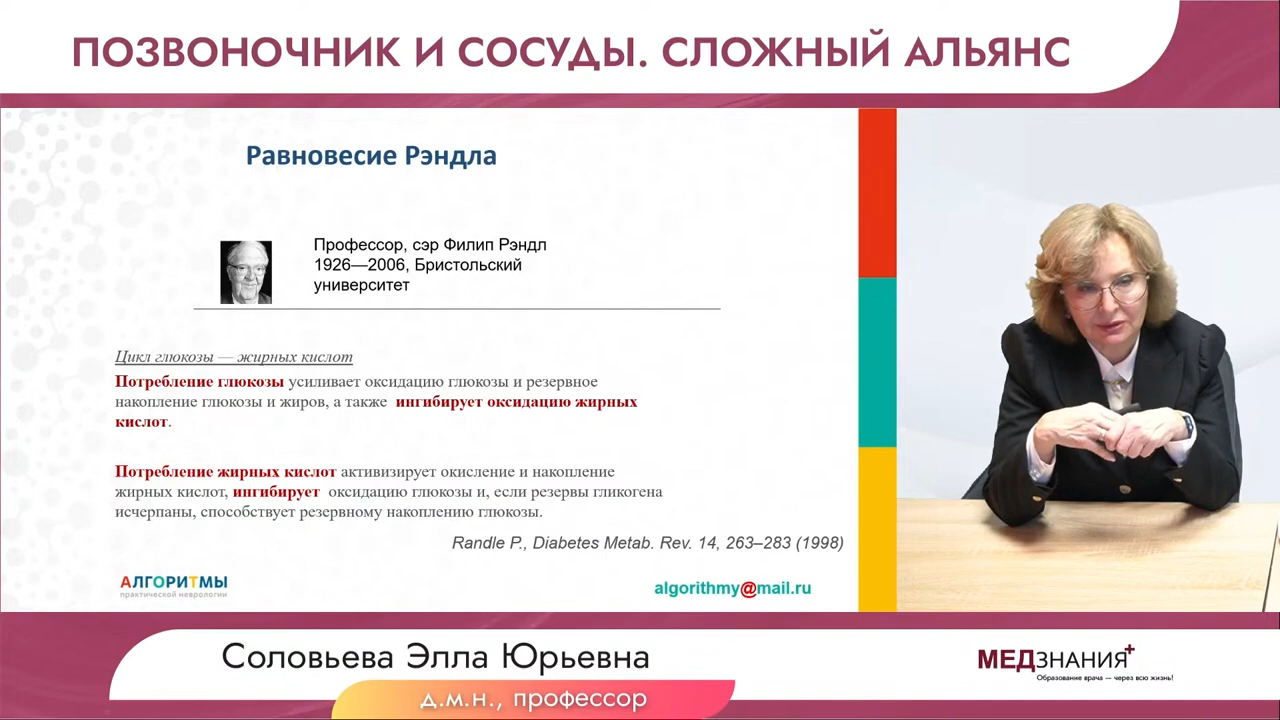 ПОЗВОНОЧНИК И СОСУДЫ. СЛОЖНЫЙ АЛЬЯНС
Равновесие Рэндла
Профессор, сэр Филип Рэндл
1926—2006, Бристольский
университет
Цикл глюкозы — жирных кислот
Потребление глюкозы усиливает оксидацию глюкозы и резервное
накопление глюкозы и жиров, а также ингибирует оксидацию жирных
кислот.
Потребление жирных кислот активизирует окисление и накопление
жирных кислот, ингибирует оксидацию глюкозы и, если резервы гликогена
исчерпаны, способствует резервному накоплению глюкозы.
Randle P., Diabetes Metab. Rev. 14, 263–283 (1998)
АЛГОРИТМЫ
практической неврологии
algorithmy@mail.ru
Соловьева Элла Юрьевна
д.м.н., профессор
МЕДЗНАНИЯ+
Образование врача — через всю жизнь!